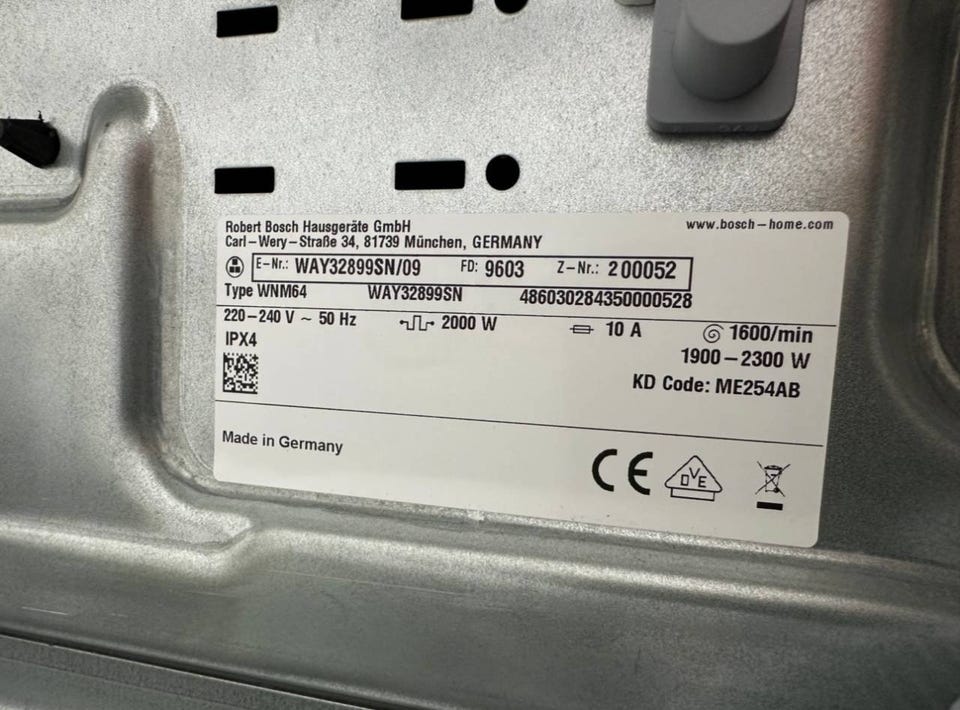 Robert Bosch Hausgeräte GmbH
www.bosch-home.com
Carl-Wery-Straße 34, 81739 München, GERMANY
E-Nr.: WAY32899SN/09 FD: 9603 Z-Nr.: 200052
Type WNM64 WAY32899SN 486030284350000528
220-240 V ~ 50 Hz 2000 W 10 A 1600/min
IPX4 1900-2300 W
KD Code: ME254AB
Made in Germany
CE DVE